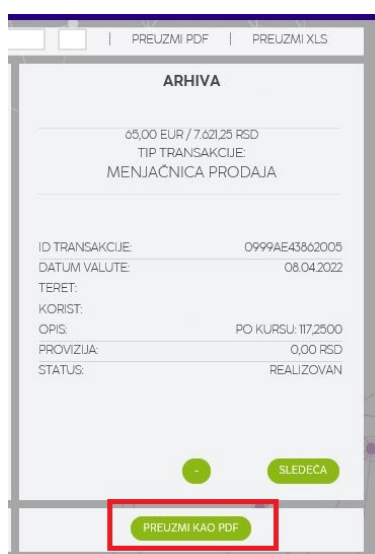 | PREUZMI PDF | PREUZMI XLS
ARHIVA
65,00 EUR / 7.621,25 RSD
TIP TRANSAKCIJE:
MENJAČNICA PRODAJA
ID TRANSAKCIJE: 0999AE43862005
DATUM VALUTE: 08.04.2022
TERET:
KORIST:
OPIS: PO KURSU: 117,2500
PROVIZIJA: 0,00 RSD
STATUS: REALIZOVAN
- SLEDEĆA
PREUZMI KAO PDF